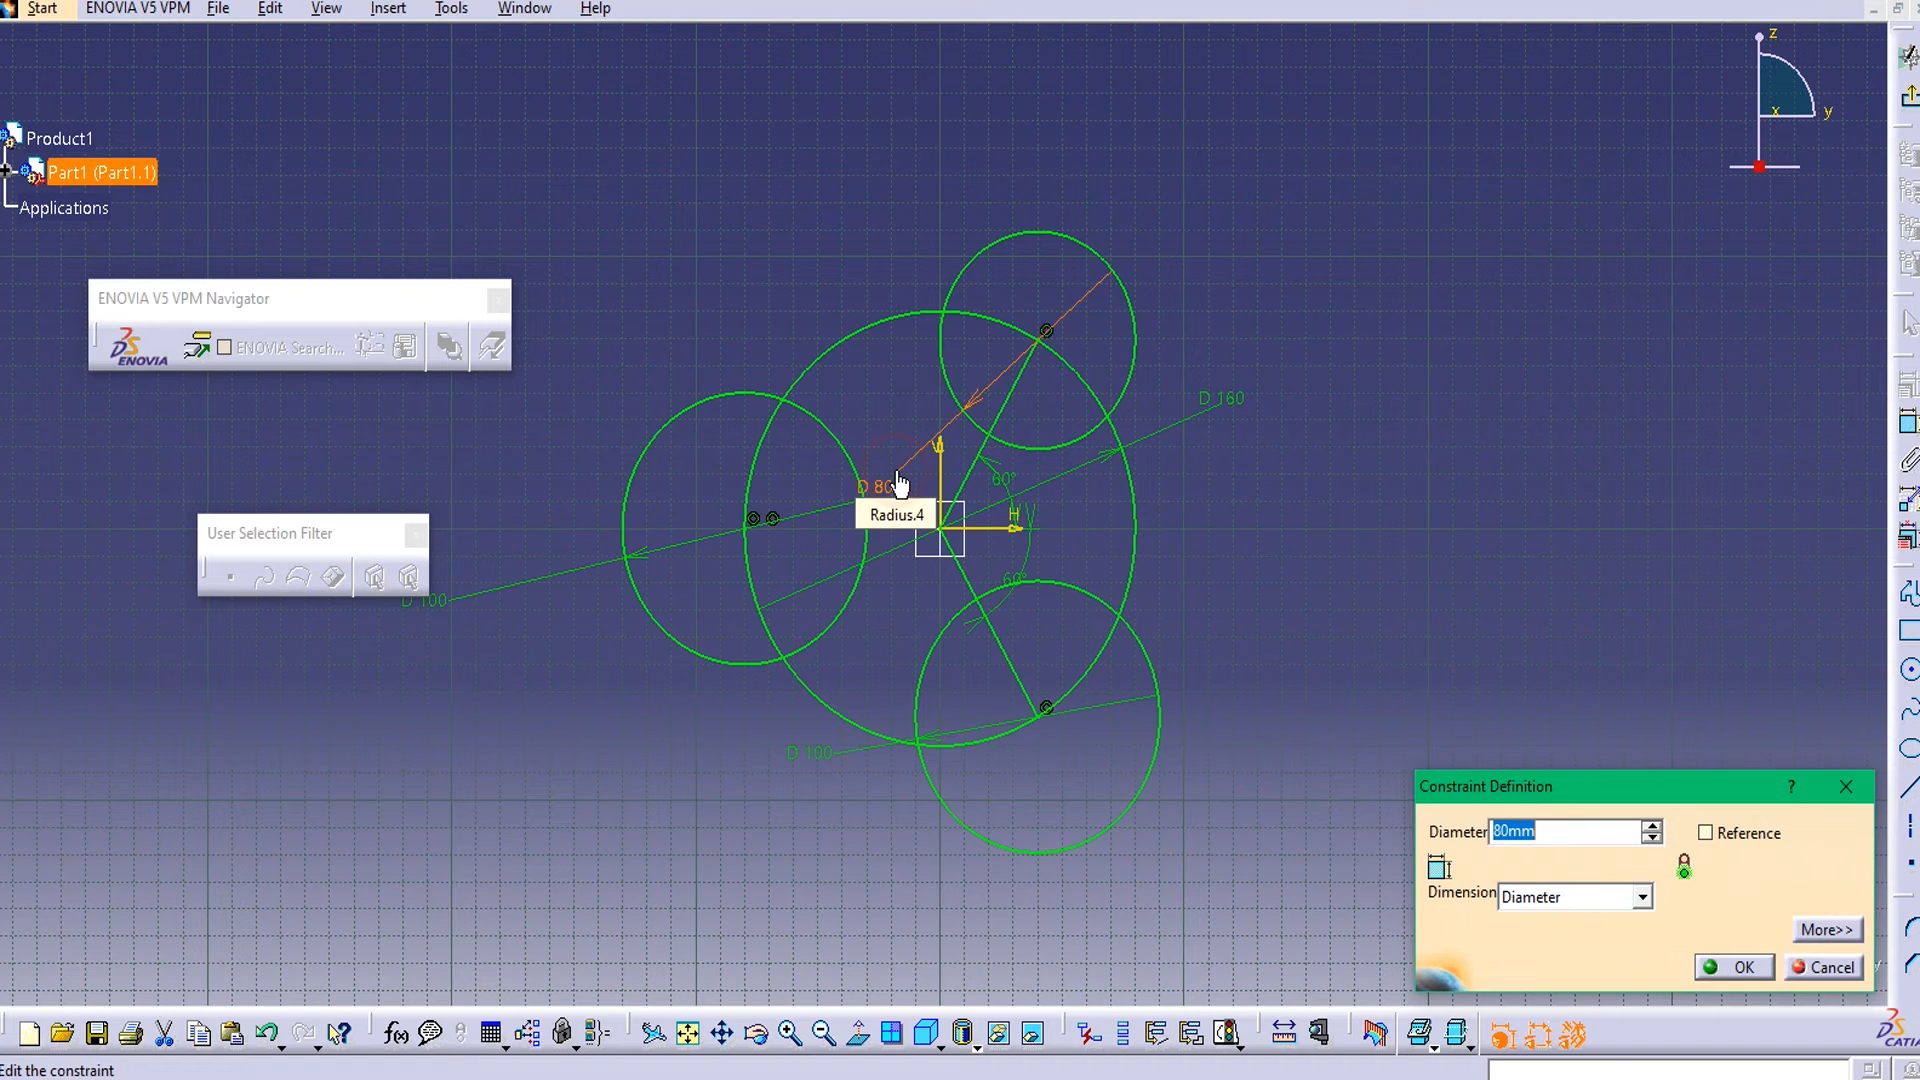 Start ENOVIA V5 VPM File Edit View Insert Tools Window Help
z
x y
Product1
Part1 (Part1.1)
Applications
ENOVIA V5 VPM Navigator
ENOVIA
ENOVIA Search...
D 160
60°
D 80
Radius.4
V
H
User Selection Filter
60°
D 100
D 100
Constraint Definition ? X
Diameter 80mm Reference
Dimension Diameter
More>>
OK Cancel
f(x)
CATIA
Edit the constraint